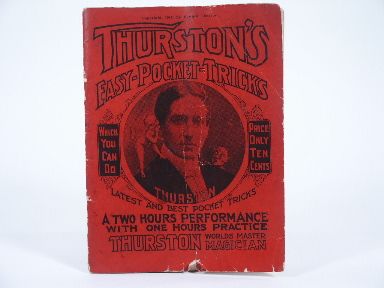 THURSTON'S
EASY-POCKET-TRICKS
WHICH
YOU
CAN
DO
PRICE
ONLY
TEN
CENTS
THURSTON
LATEST AND BEST POCKET TRICKS
A TWO HOURS PERFORMANCE
WITH ONE HOURS PRACTICE
THURSTON WORLDS MASTER
MAGICIAN